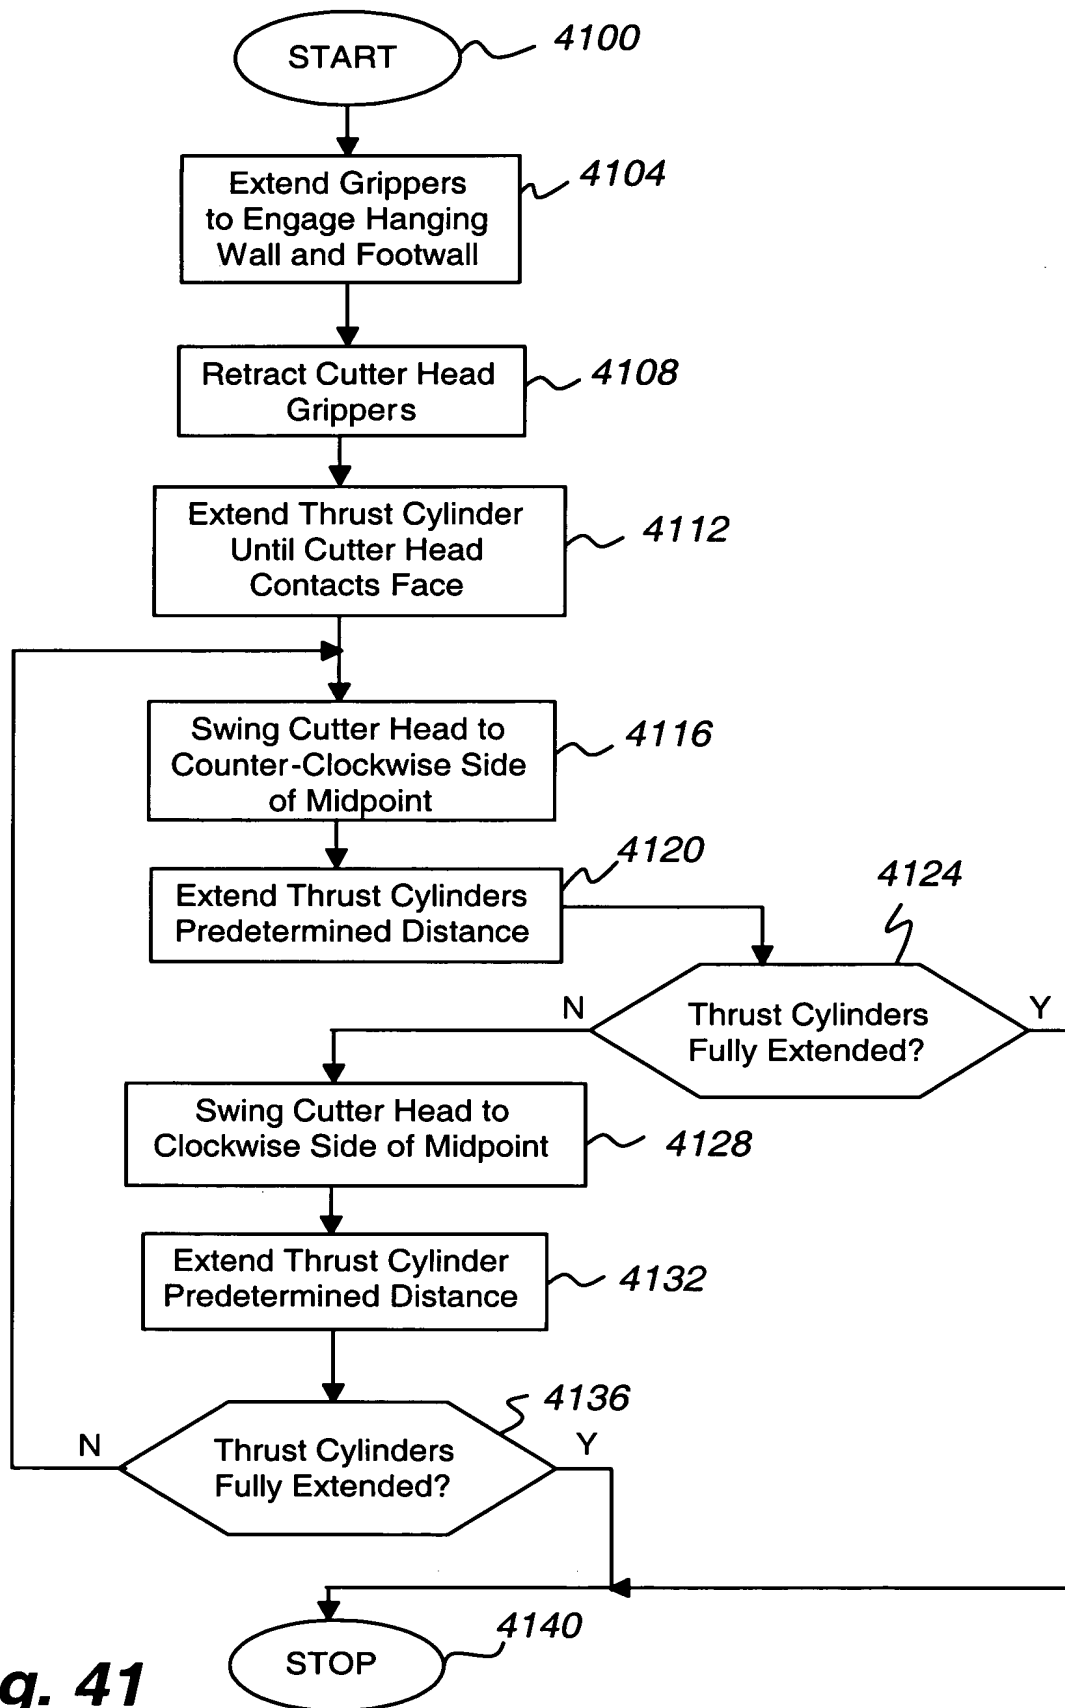 START
4100
Extend Grippers
to Engage Hanging
Wall and Footwall
4104
Retract Cutter Head
Grippers
4108
Extend Thrust Cylinder
Until Cutter Head
Contacts Face
4112
Swing Cutter Head to
Counter-Clockwise Side
of Midpoint
4116
Extend Thrust Cylinders
Predetermined Distance
4120
4124
N
Thrust Cylinders
Fully Extended?
Y
Swing Cutter Head to
Clockwise Side of Midpoint
4128
Extend Thrust Cylinder
Predetermined Distance
4132
4136
N
Thrust Cylinders
Fully Extended?
Y
STOP
4140
g. 41